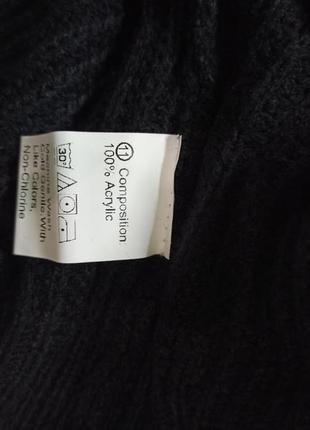 ⑪ Composition:
100% Acrylic
30°
Machine Wash
Cold Gentle, With
Like Colors,
Non-Chlorine